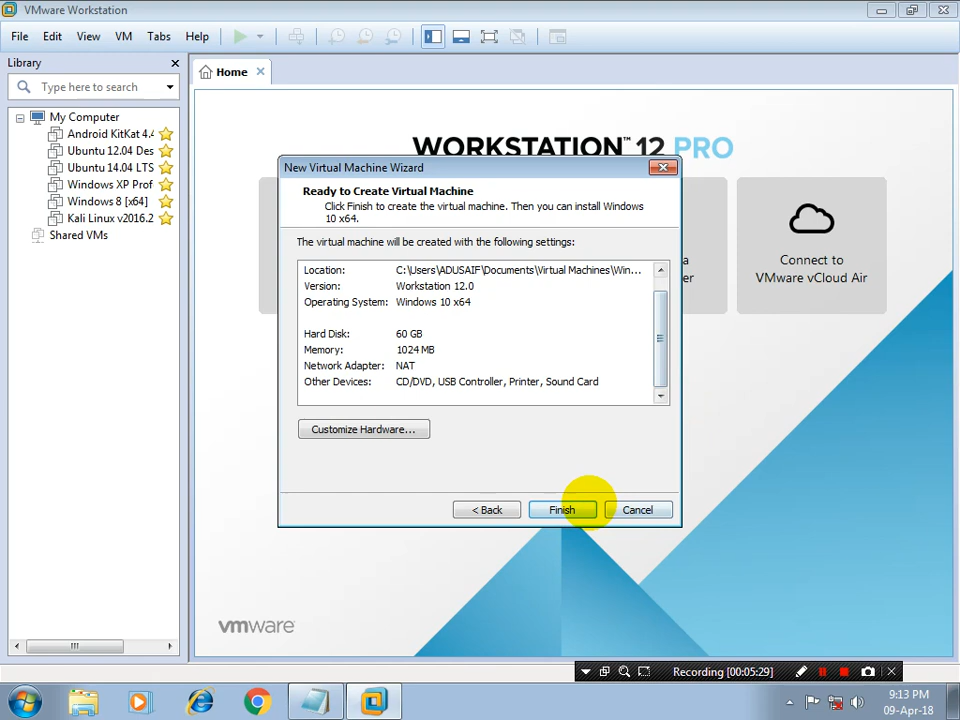 VMware Workstation
File Edit View VM Tabs Help
Library
Home
Type here to search
My Computer
Android KitKat 4.4
Ubuntu 12.04 Des
Ubuntu 14.04 LTS
Windows XP Prof
Windows 8 [x64]
Kali Linux v2016.2
Shared VMs
WORKSTATION™ 12 PRO
New Virtual Machine Wizard
Ready to Create Virtual Machine
Click Finish to create the virtual machine. Then you can install Windows
10 x64.
The virtual machine will be created with the following settings:
Location: C:\Users\ADUSAIF\Documents\Virtual Machines\Win...
Version: Workstation 12.0
Operating System: Windows 10 x64
Hard Disk: 60 GB
Memory: 1024 MB
Network Adapter: NAT
Other Devices: CD/DVD, USB Controller, Printer, Sound Card
Customize Hardware...
< Back Finish Cancel
Connect to
VMware vCloud Air
vmware
Recording [00:05:29]
9:13 PM
09-Apr-18